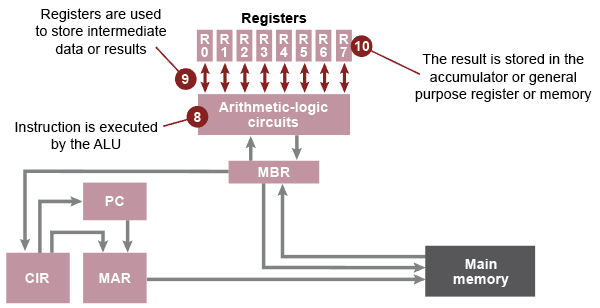 Registers are used
to store intermediate
data or results
Registers
R R R R R R R R
0 1 2 3 4 5 6 7
10
9
The result is stored in the
accumulator or general
purpose register or memory
Instruction is executed
by the ALU
8
Arithmetic-logic
circuits
MBR
PC
CIR
MAR
Main
memory